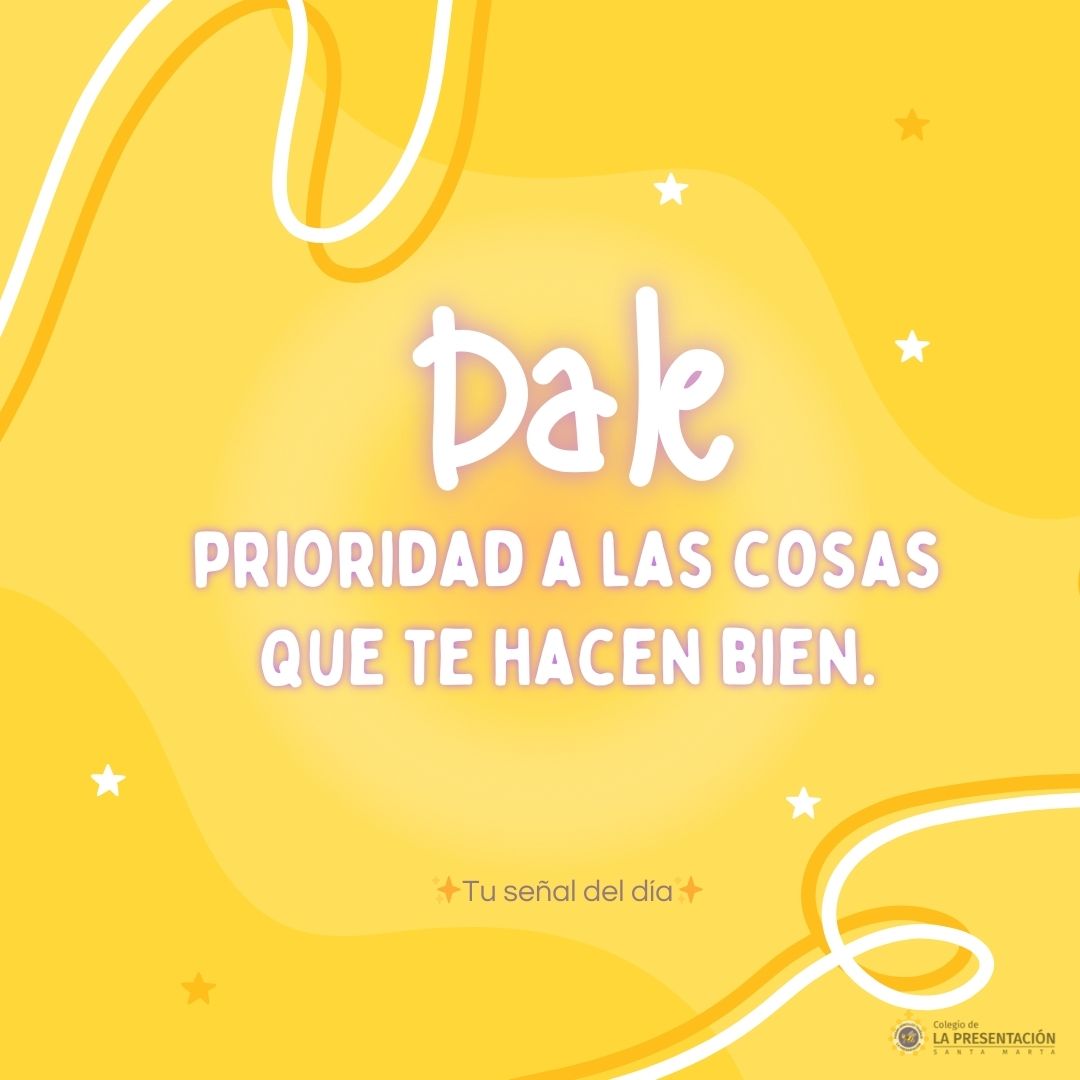 Dale
PRIORIDAD A LAS COSAS
QUE TE HACEN BIEN.
✨Tu señal del día✨
Colegio de
LA PRESENTACIÓN
SANTA MARTA